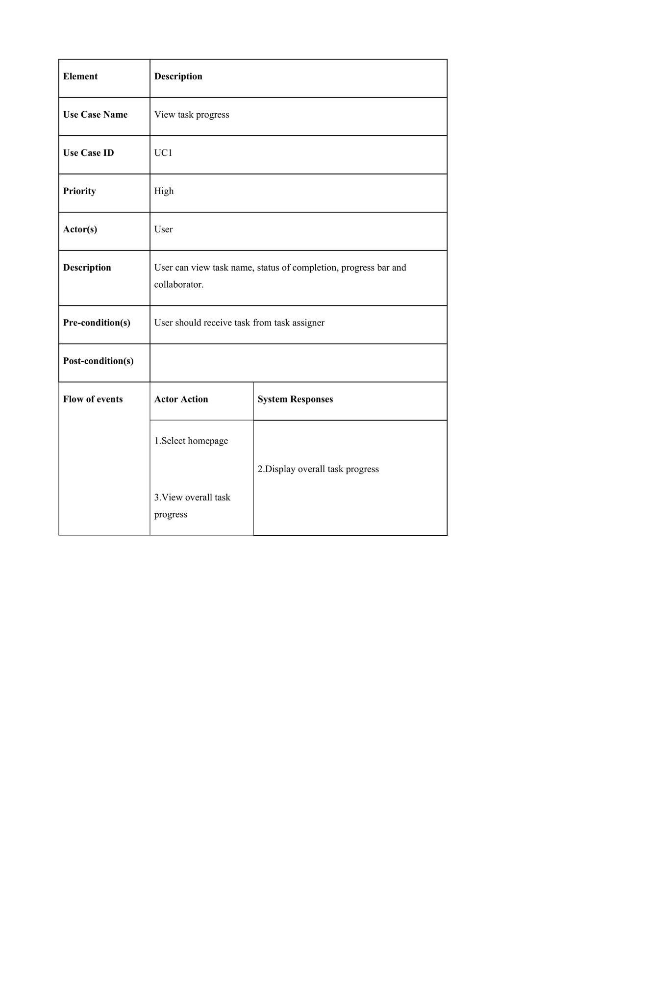 Element Description
Use Case Name View task progress
Use Case ID UC1
Priority High
Actor(s) User
Description User can view task name, status of completion, progress bar and
collaborator.
Pre-condition(s) User should receive task from task assigner
Post-condition(s)
Flow of events Actor Action System Responses
1.Select homepage
2.Display overall task progress
3.View overall task
progress